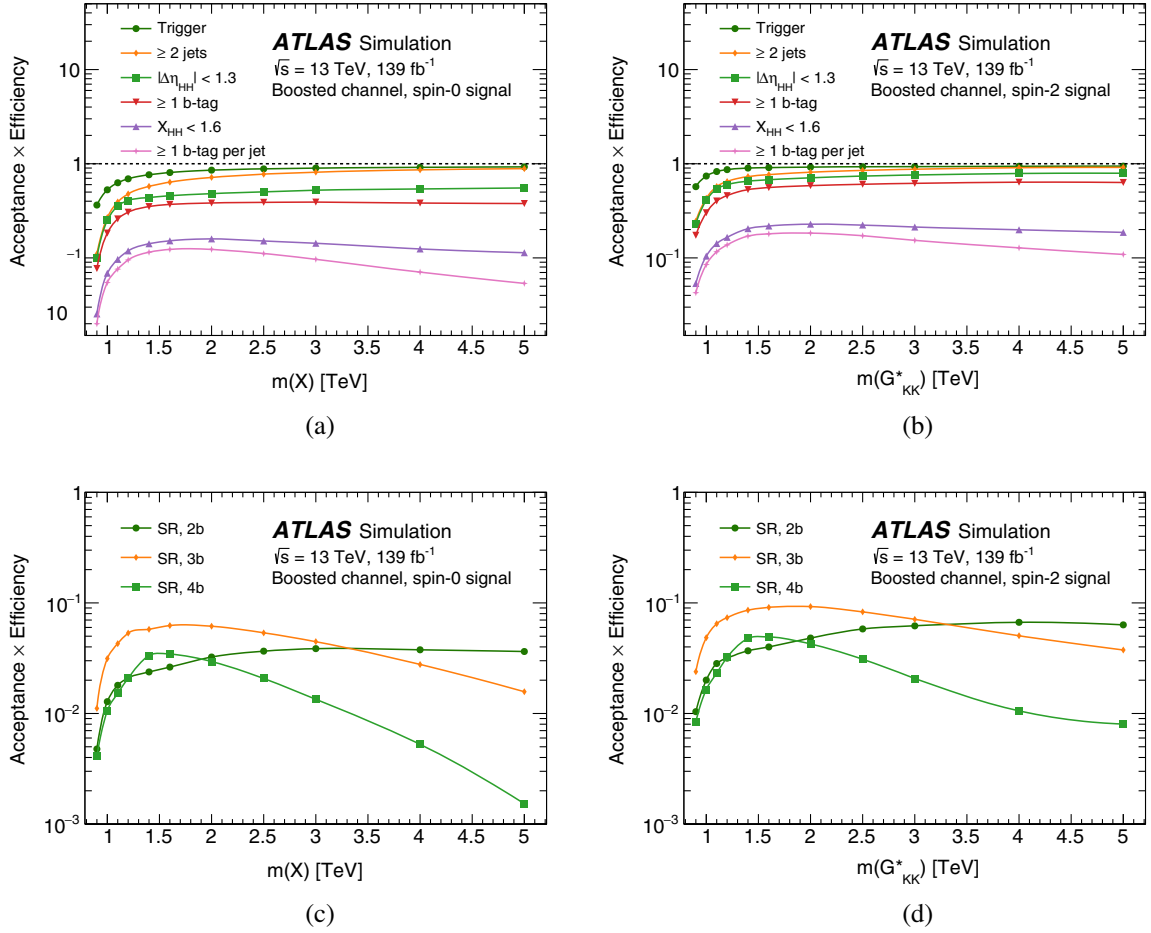 Trigger
≥ 2 jets
|Δη_HH| < 1.3
≥ 1 b-tag
X_HH < 1.6
≥ 1 b-tag per jet
ATLAS Simulation
√s = 13 TeV, 139 fb⁻¹
Boosted channel, spin-0 signal
10
1
−1
10
Acceptance × Efficiency
1 1.5 2 2.5 3 3.5 4 4.5 5
m(X) [TeV]
(a)
Trigger
≥ 2 jets
|Δη_HH| < 1.3
≥ 1 b-tag
X_HH < 1.6
≥ 1 b-tag per jet
ATLAS Simulation
√s = 13 TeV, 139 fb⁻¹
Boosted channel, spin-2 signal
10
1
10⁻¹
Acceptance × Efficiency
1 1.5 2 2.5 3 3.5 4 4.5 5
m(G*_KK) [TeV]
(b)
SR, 2b
SR, 3b
SR, 4b
ATLAS Simulation
√s = 13 TeV, 139 fb⁻¹
Boosted channel, spin-0 signal
1
10⁻¹
10⁻²
10⁻³
Acceptance × Efficiency
1 1.5 2 2.5 3 3.5 4 4.5 5
m(X) [TeV]
(c)
SR, 2b
SR, 3b
SR, 4b
ATLAS Simulation
√s = 13 TeV, 139 fb⁻¹
Boosted channel, spin-2 signal
1
10⁻¹
10⁻²
10⁻³
Acceptance × Efficiency
1 1.5 2 2.5 3 3.5 4 4.5 5
m(G*_KK) [TeV]
(d)